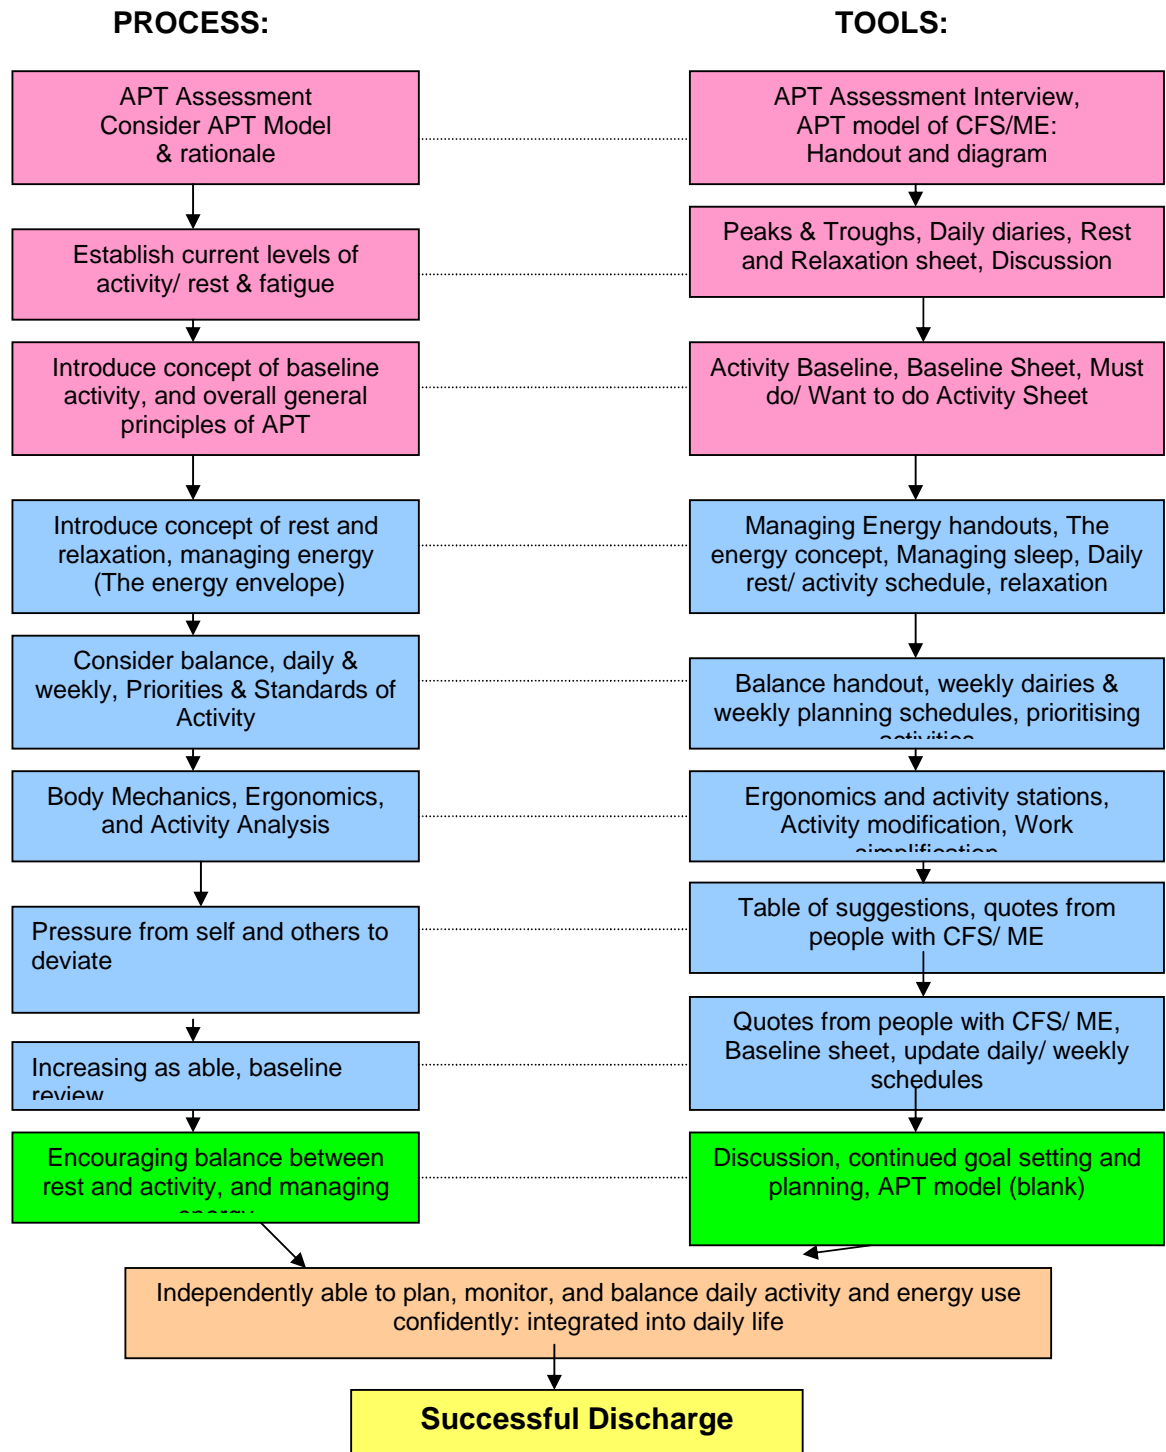 PROCESS:
TOOLS:
APT Assessment
Consider APT Model
& rationale
APT Assessment Interview,
APT model of CFS/ME:
Handout and diagram
Establish current levels of
activity/ rest & fatigue
Peaks & Troughs, Daily diaries, Rest
and Relaxation sheet, Discussion
Introduce concept of baseline
activity, and overall general
principles of APT
Activity Baseline, Baseline Sheet, Must
do/ Want to do Activity Sheet
Introduce concept of rest and
relaxation, managing energy
(The energy envelope)
Managing Energy handouts, The
energy concept, Managing sleep, Daily
rest/ activity schedule, relaxation
Consider balance, daily &
weekly, Priorities & Standards of
Activity
Balance handout, weekly dairies &
weekly planning schedules, prioritising
activities
Body Mechanics, Ergonomics,
and Activity Analysis
Ergonomics and activity stations,
Activity modification, Work
simplification
Pressure from self and others to
deviate
Table of suggestions, quotes from
people with CFS/ ME
Increasing as able, baseline
review
Quotes from people with CFS/ ME,
Baseline sheet, update daily/ weekly
schedules
Encouraging balance between
rest and activity, and managing
energy
Discussion, continued goal setting and
planning, APT model (blank)
Independently able to plan, monitor, and balance daily activity and energy use
confidently: integrated into daily life
Successful Discharge